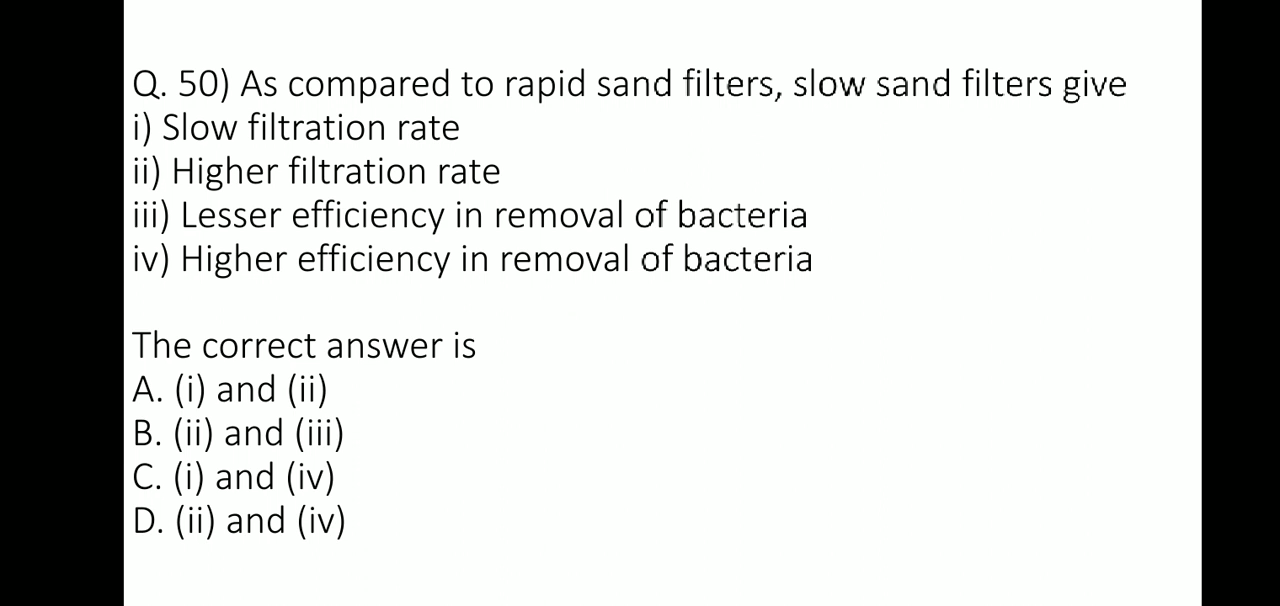 Q. 50) As compared to rapid sand filters, slow sand filters give
i) Slow filtration rate
ii) Higher filtration rate
iii) Lesser efficiency in removal of bacteria
iv) Higher efficiency in removal of bacteria
The correct answer is
A. (i) and (ii)
B. (ii) and (iii)
C. (i) and (iv)
D. (ii) and (iv)